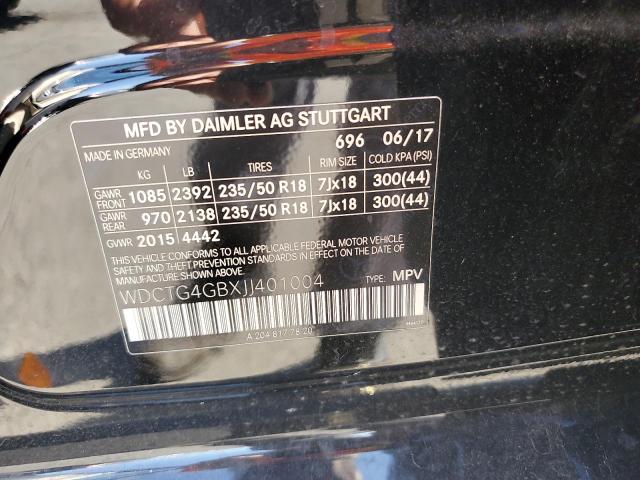 MFD BY DAIMLER AG STUTTGART
MADE IN GERMANY 696 06/17
KG LB TIRES RIM SIZE COLD KPA (PSI)
GAWR FRONT 1085 2392 235/50 R18 7Jx18 300(44)
GAWR REAR 970 2138 235/50 R18 7Jx18 300(44)
GVWR 2015 4442
THIS VEHICLE CONFORMS TO ALL APPLICABLE FEDERAL MOTOR VEHICLE
SAFETY AND THEFT PREVENTION STANDARDS IN EFFECT ON THE DATE OF
MANUFACTURE SHOWN ABOVE.
WDCTG4GBXJJ401004 TYPE: MPV
A 204 817 78 20